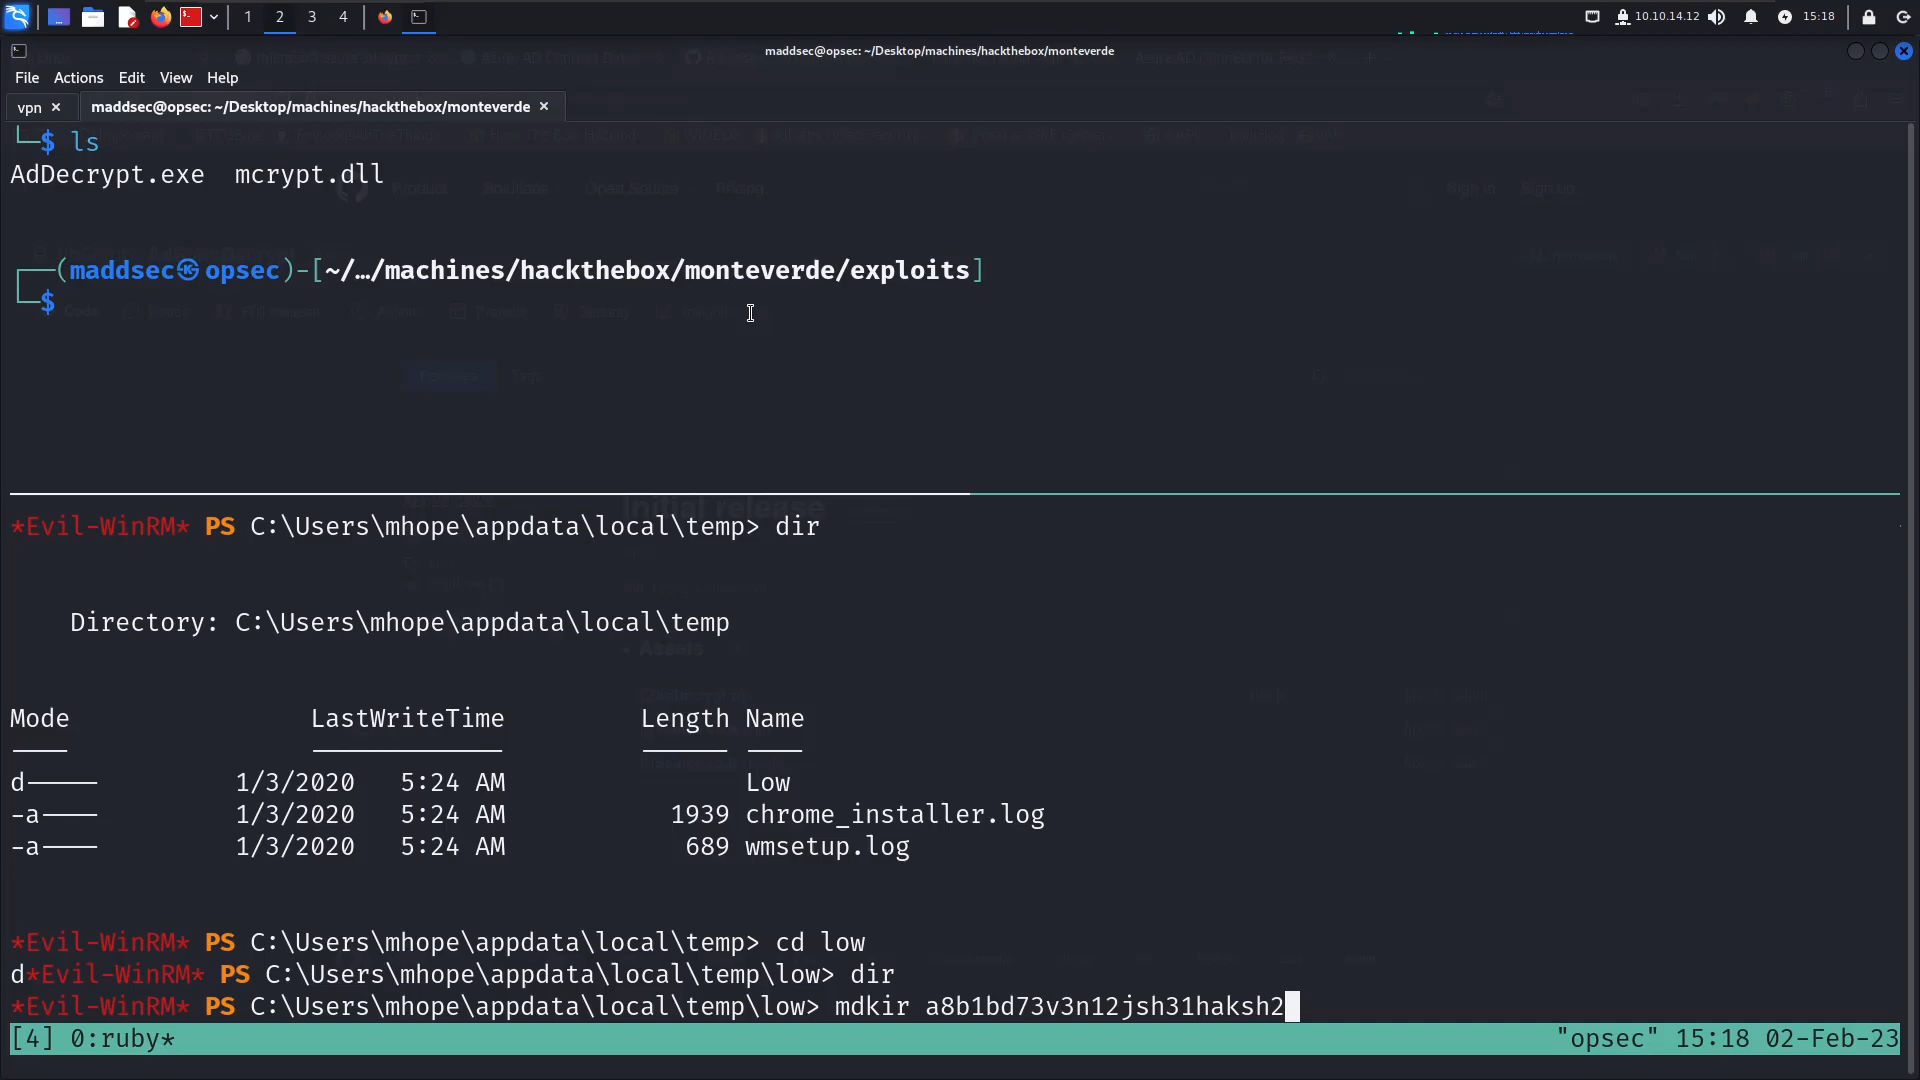 1 2 3 4 10.10.14.12 15:18
maddsec@opsec: ~/Desktop/machines/hackthebox/monteverde
File Actions Edit View Help
vpn × maddsec@opsec: ~/Desktop/machines/hackthebox/monteverde ×
└─$ ls
AdDecrypt.exe mcrypt.dll
┌──(maddsec㉿opsec)-[~/…/machines/hackthebox/monteverde/exploits]
└─$
*Evil-WinRM* PS C:\Users\mhope\appdata\local\temp> dir
Directory: C:\Users\mhope\appdata\local\temp
Mode LastWriteTime Length Name
d----- 1/3/2020 5:24 AM Low
-a---- 1/3/2020 5:24 AM 1939 chrome_installer.log
-a---- 1/3/2020 5:24 AM 689 wmsetup.log
*Evil-WinRM* PS C:\Users\mhope\appdata\local\temp> cd low
d*Evil-WinRM* PS C:\Users\mhope\appdata\local\temp\low> dir
*Evil-WinRM* PS C:\Users\mhope\appdata\local\temp\low> mdkir a8b1bd73v3n12jsh31haksh2
[4] 0:ruby* "opsec" 15:18 02-Feb-23